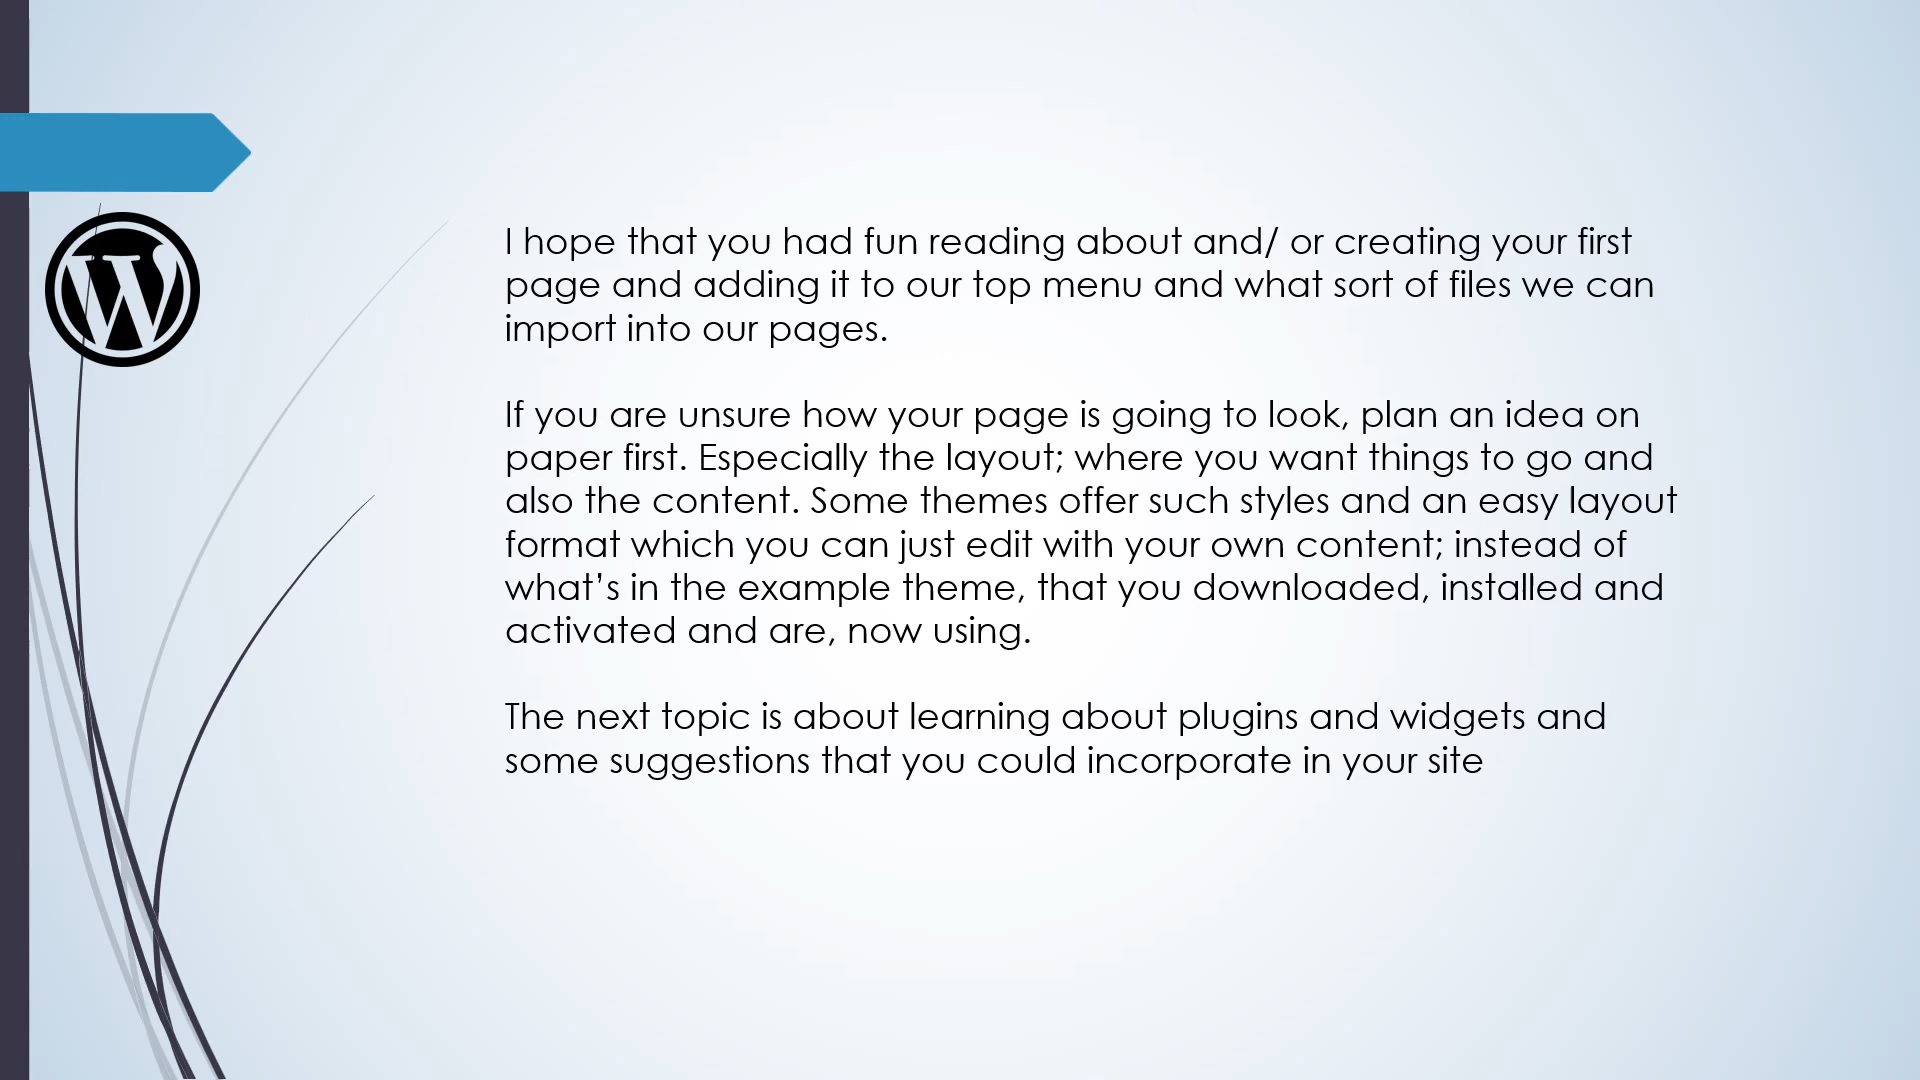 I hope that you had fun reading about and/ or creating your first
page and adding it to our top menu and what sort of files we can
import into our pages.
If you are unsure how your page is going to look, plan an idea on
paper first. Especially the layout; where you want things to go and
also the content. Some themes offer such styles and an easy layout
format which you can just edit with your own content; instead of
what’s in the example theme, that you downloaded, installed and
activated and are, now using.
The next topic is about learning about plugins and widgets and
some suggestions that you could incorporate in your site